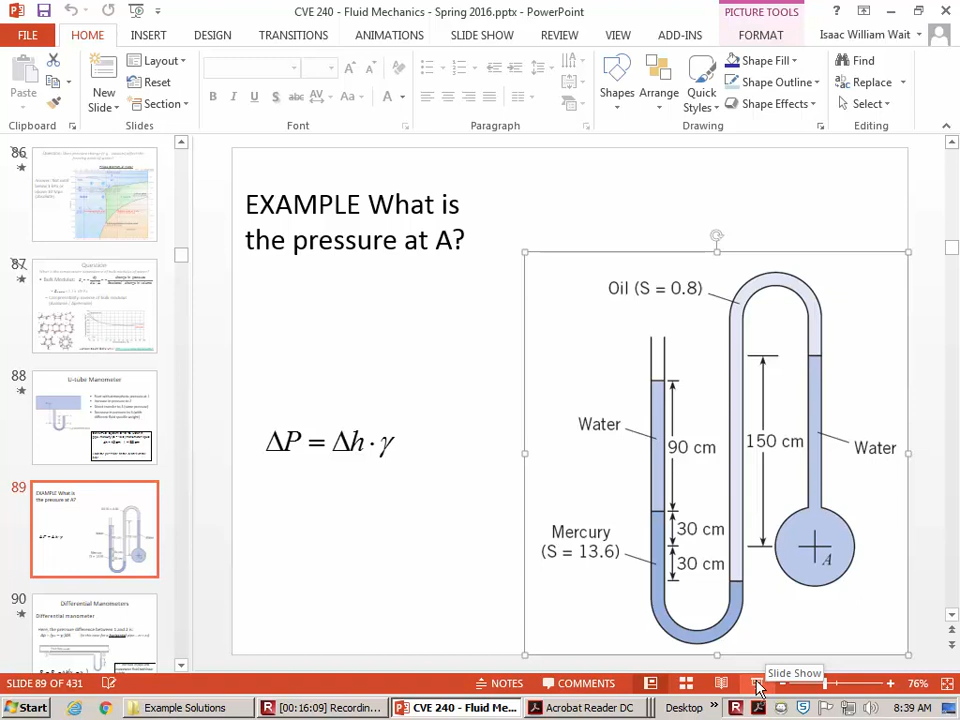 CVE 240 - Fluid Mechanics - Spring 2016.pptx - PowerPoint
PICTURE TOOLS
FILE HOME INSERT DESIGN TRANSITIONS ANIMATIONS SLIDE SHOW REVIEW VIEW ADD-INS FORMAT Isaac William Wait
Paste
New
Slide
Layout
Reset
Section
B I U S abc AV Aa A
Shapes
Arrange
Quick
Styles
Shape Fill
Shape Outline
Shape Effects
Find
Replace
Select
Clipboard Slides Font Paragraph Drawing Editing
86
87
Question
88
U-tube Manometer
89
EXAMPLE What is
the pressure at A?
90
Differential Manometers
Differential manometer
EXAMPLE What is
the pressure at A?
ΔP = Δh · γ
Oil (S = 0.8)
Water
90 cm
150 cm
Water
Mercury
(S = 13.6)
30 cm
30 cm
A
Slide Show
SLIDE 89 OF 431 NOTES COMMENTS 76%
Start Example Solutions [00:16:09] Recordin... CVE 240 - Fluid Me... Acrobat Reader DC Desktop 8:39 AM